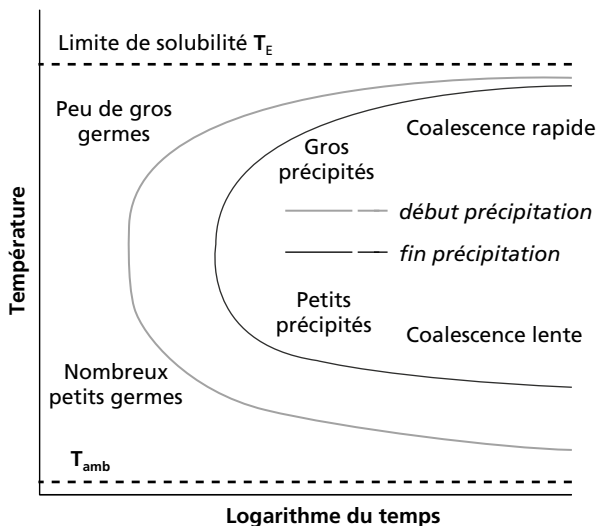 Limite de solubilité T_E
Peu de gros
germes
Coalescence rapide
Gros
précipités
début précipitation
fin précipitation
Température
Petits
précipités
Coalescence lente
Nombreux
petits germes
T_amb
Logarithme du temps